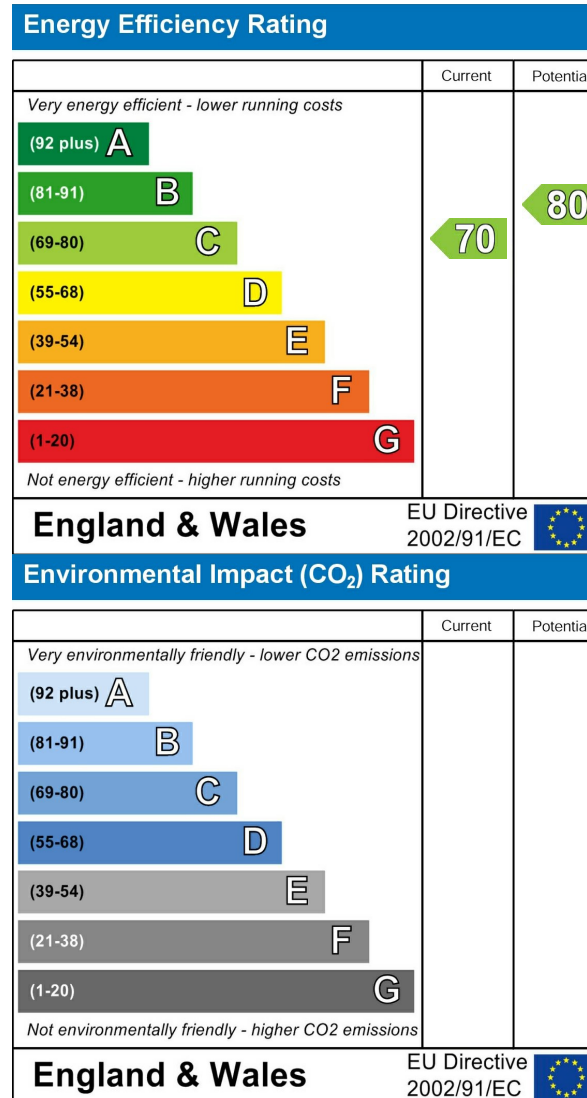 Energy Efficiency Rating
Current Potentia
Very energy efficient - lower running costs
(92 plus) A
(81-91) B
(69-80) C
(55-68) D
(39-54) E
(21-38) F
(1-20) G
70
80
Not energy efficient - higher running costs
England & Wales
EU Directive
2002/91/EC
Environmental Impact (CO₂) Rating
Current Potentia
Very environmentally friendly - lower CO2 emissions
(92 plus) A
(81-91) B
(69-80) C
(55-68) D
(39-54) E
(21-38) F
(1-20) G
Not environmentally friendly - higher CO2 emissions
England & Wales
EU Directive
2002/91/EC